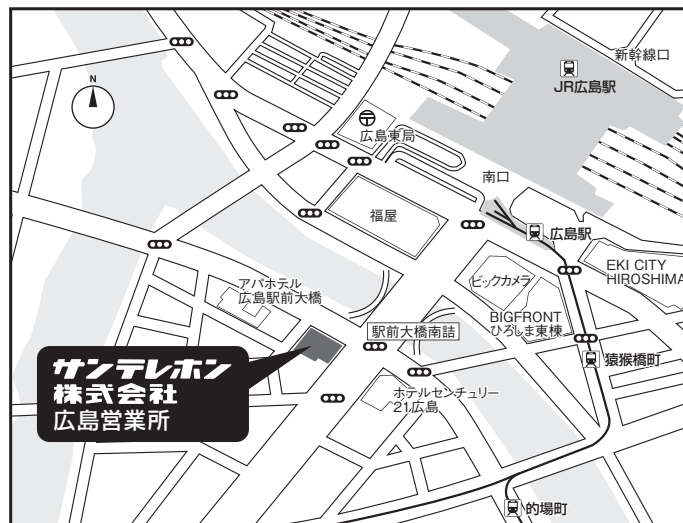 新幹線口
JR広島駅
N
広島東局
南口
福屋
広島駅
EKI CITY
HIROSHIMA
ビックカメラ
アパホテル
広島駅前大橋
BIGFRONT
ひろしま東棟
駅前大橋南詰
猿猴橋町
サンテレホン
株式会社
広島営業所
ホテルセンチュリー
21広島
的場町